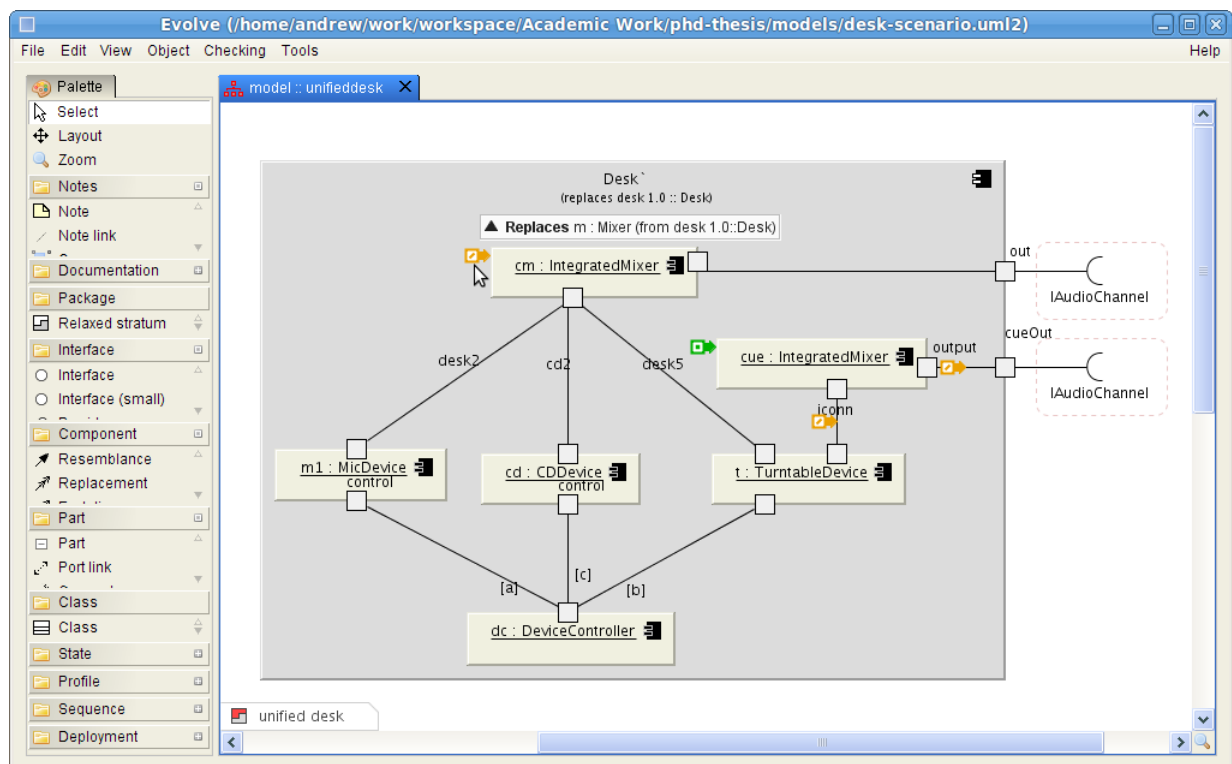 Evolve (/home/andrew/work/workspace/Academic Work/phd-thesis/models/desk-scenario.uml2)
File Edit View Object Checking Tools Help
Palette
Select
Layout
Zoom
Notes
Note
Note link
Documentation
Package
Relaxed stratum
Interface
Interface
Interface (small)
Component
Resemblance
Replacement
Part
Part
Port link
Class
Class
State
Profile
Sequence
Deployment
model :: unifieddesk
Desk`
(replaces desk 1.0 :: Desk)
Replaces m : Mixer (from desk 1.0::Desk)
cm : IntegratedMixer
out
IAudioChannel
cueOut
desk2
cd2
desk5
cue : IntegratedMixer
output
IAudioChannel
iconn
m1 : MicDevice
control
cd : CDDevice
control
t : TurntableDevice
[a]
[c]
[b]
dc : DeviceController
unified desk